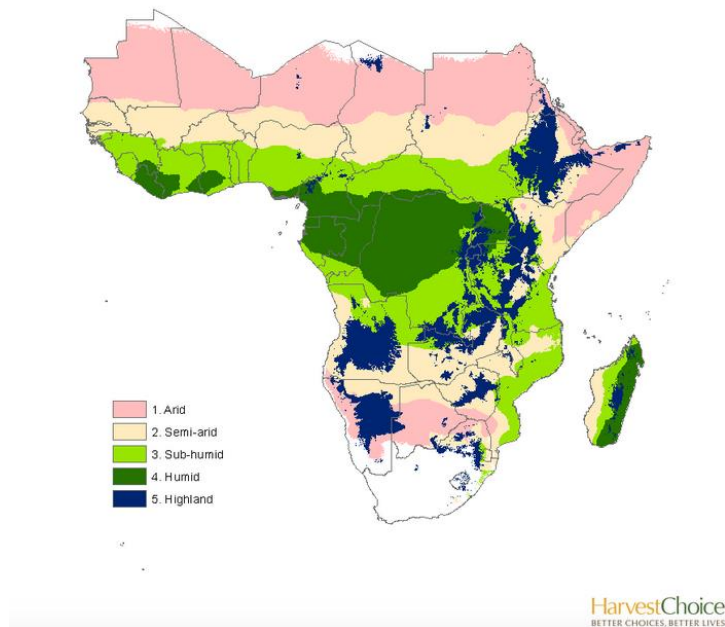 1. Arid
2. Semi-arid
3. Sub-humid
4. Humid
5. Highland
HarvestChoice
BETTER CHOICES, BETTER LIVES